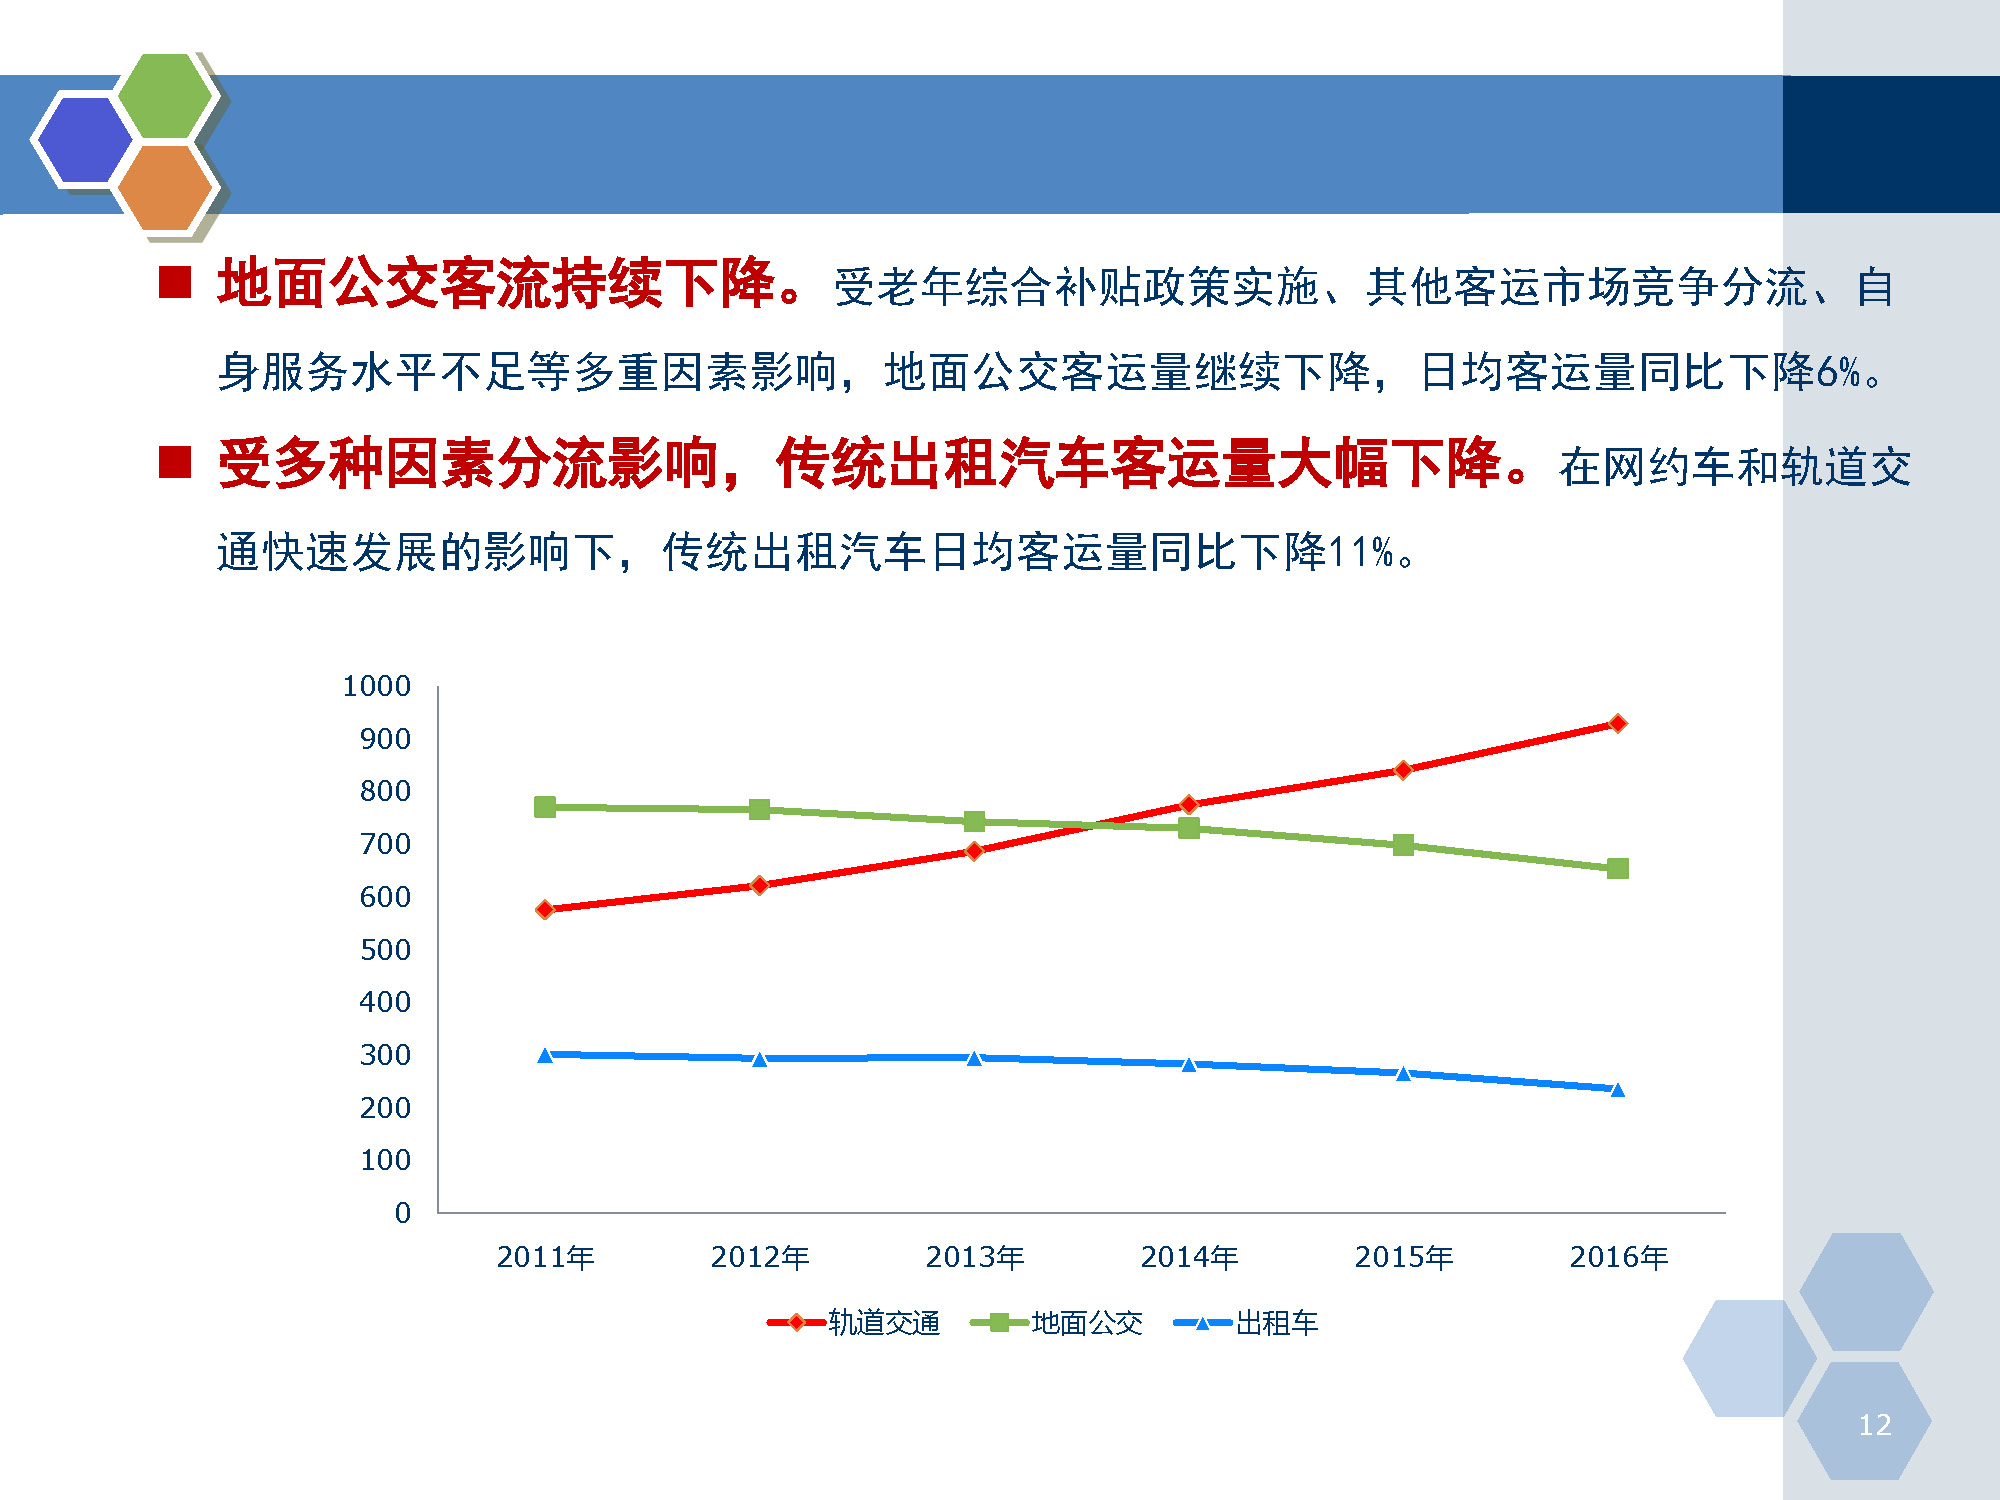 地面公交客流持续下降。受老年综合补贴政策实施、其他客运市场竞争分流、自
身服务水平不足等多重因素影响，地面公交客运量继续下降，日均客运量同比下降6%。
受多种因素分流影响，传统出租汽车客运量大幅下降。在网约车和轨道交
通快速发展的影响下，传统出租汽车日均客运量同比下降11%。
1000
900
800
700
600
500
400
300
200
100
0
2011年 2012年 2013年 2014年 2015年 2016年
轨道交通 地面公交 出租车
12